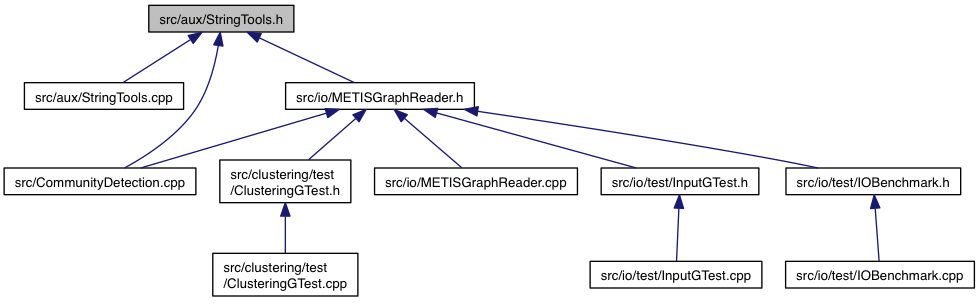 src/aux/StringTools.h
src/aux/StringTools.cpp
src/io/METISGraphReader.h
src/CommunityDetection.cpp
src/clustering/test
/ClusteringGTest.h
src/io/METISGraphReader.cpp
src/io/test/InputGTest.h
src/io/test/IOBenchmark.h
src/clustering/test
/ClusteringGTest.cpp
src/io/test/InputGTest.cpp
src/io/test/IOBenchmark.cpp